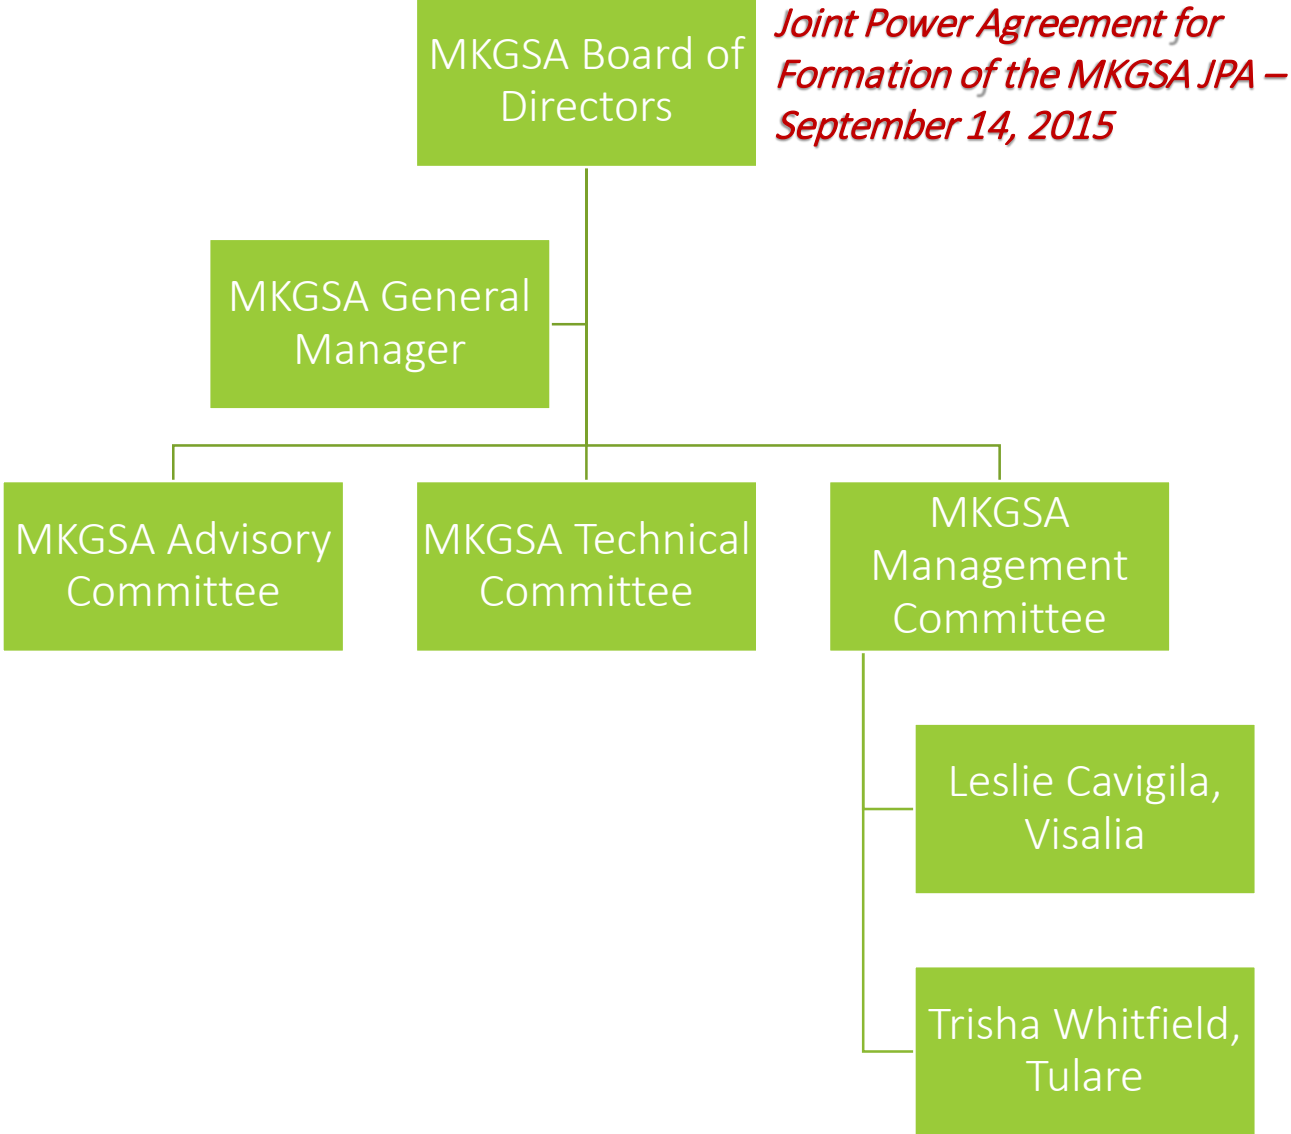 MKGSA Board of
Directors
Joint Power Agreement for
Formation of the MKGSA JPA –
September 14, 2015
MKGSA General
Manager
MKGSA Advisory
Committee
MKGSA Technical
Committee
MKGSA
Management
Committee
Leslie Cavigila,
Visalia
Trisha Whitfield,
Tulare